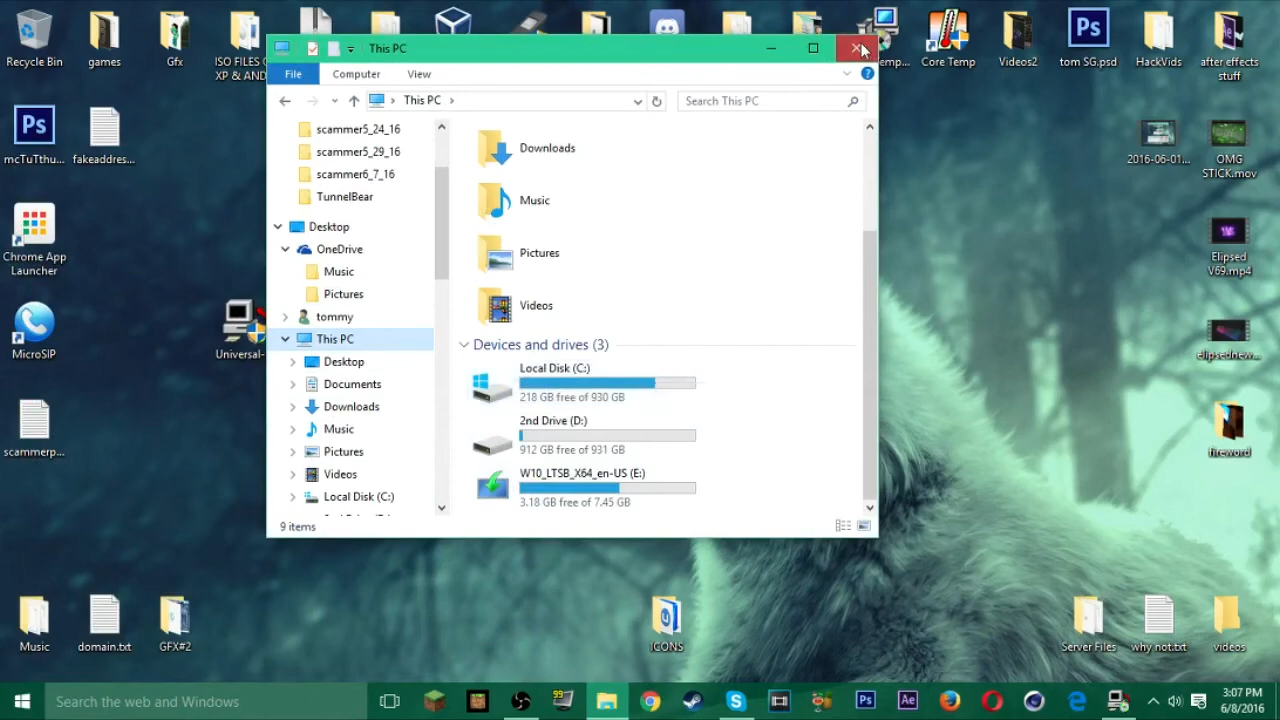 This PC
File
Computer
View
This PC
Search This PC
scammer5_24_16
scammer5_29_16
scammer6_7_16
TunnelBear
Desktop
OneDrive
Music
Pictures
tommy
This PC
Desktop
Documents
Downloads
Music
Pictures
Videos
Local Disk (C:)
Downloads
Music
Pictures
Videos
Devices and drives (3)
Local Disk (C:)
218 GB free of 930 GB
2nd Drive (D:)
912 GB free of 931 GB
W10_LTSB_X64_en-US (E:)
3.18 GB free of 7.45 GB
9 items
Recycle Bin
games
Gfx
ISO FILES
XP & AND
Core Temp
Videos2
Ps
tom SG.psd
HackVids
after effects
stuff
Ps
mcTuTthu...
fakeaddres...
2016-06-01...
OMG
STICK.mov
Chrome App
Launcher
Elipsed
V69.mp4
MicroSIP
Universal-
elipsednew...
scammerp...
fireword
Music
domain.txt
GFX#2
ICONS
Server Files
why not.txt
videos
Search the web and Windows
99
Ps
Ae
3:07 PM
6/8/2016